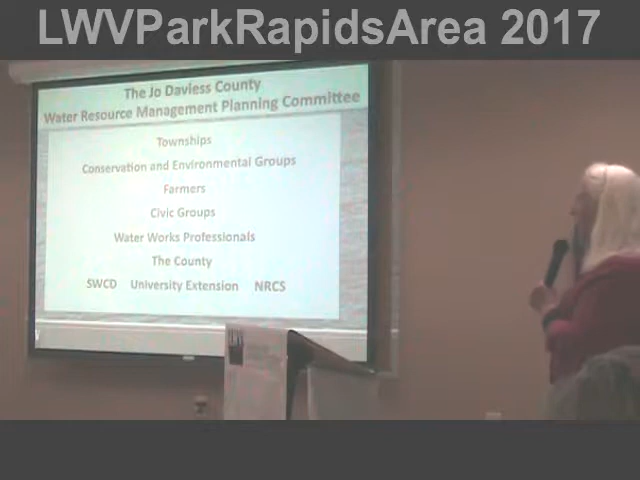 LWVParkRapidsArea 2017
The Jo Daviess County
Water Resource Management Planning Committee
Townships
Conservation and Environmental Groups
Farmers
Civic Groups
Water Works Professionals
The County
SWCD University Extension NRCS
LWV